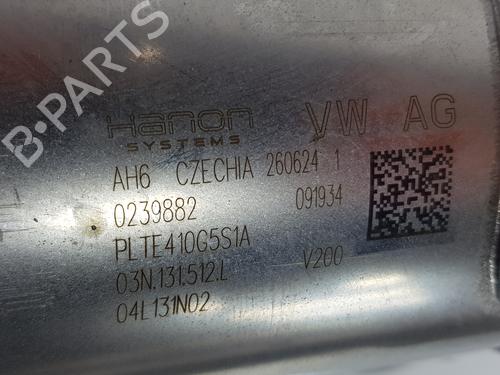 Hanon VW AG
SYSTEMS
AH6 CZECHIA 260624 1
0239882 091934
PLTE410G5S1A
03N.131.512.L V200
04L131N02
B-PARTS